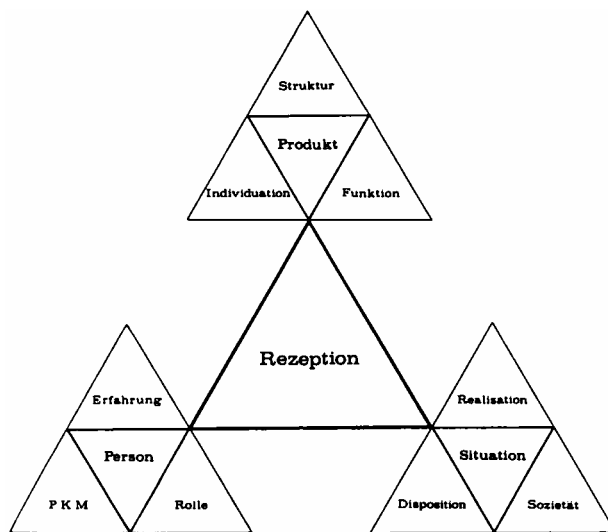 Struktur
Produkt
Individuation
Funktion
Rezeption
Erfahrung
Realisation
Person
Situation
P K M
Rolle
Disposition
Sozietät